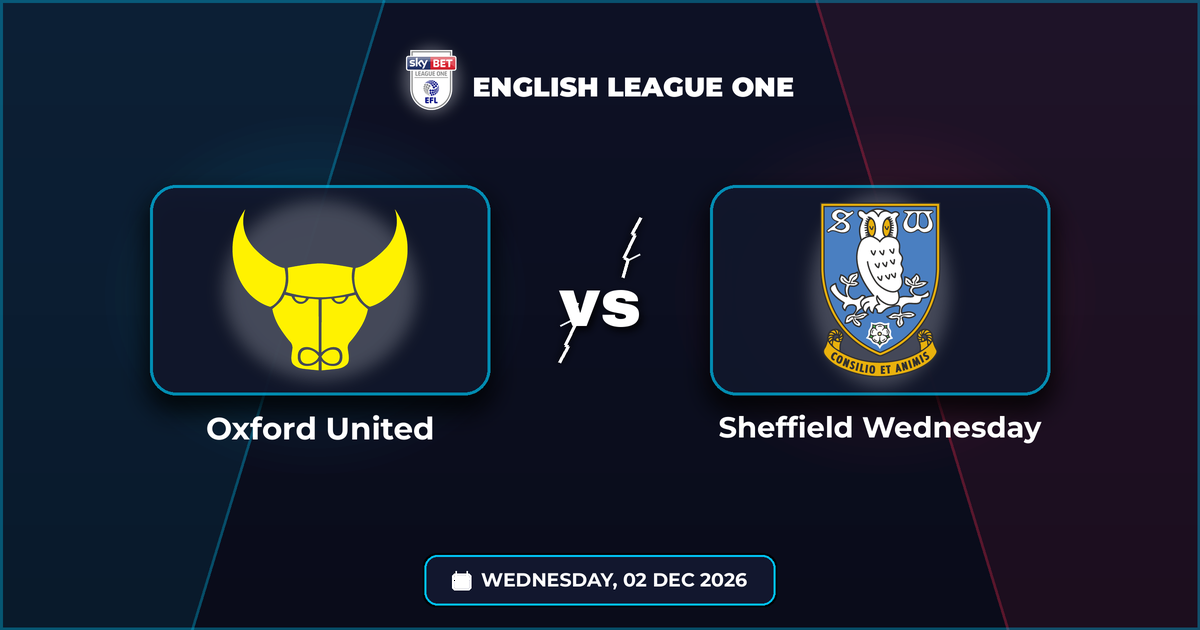 sky BET
LEAGUE ONE
EFL
ENGLISH LEAGUE ONE
VS
S W
CONSILIO ET ANIMIS
Oxford United
Sheffield Wednesday
WEDNESDAY, 02 DEC 2026